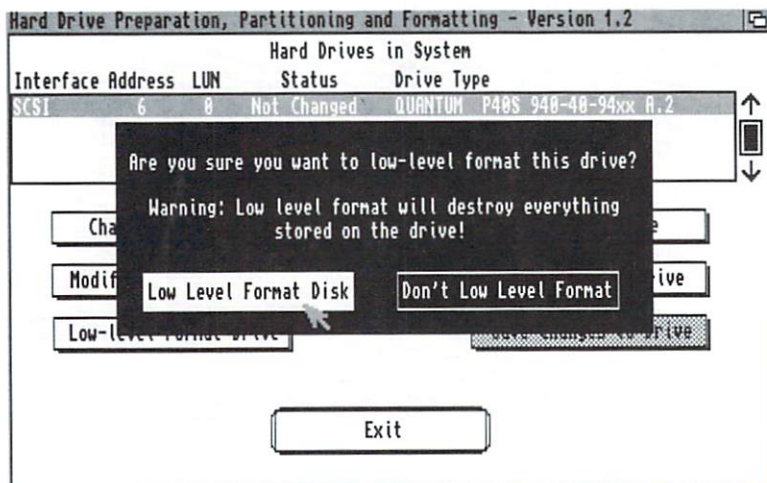 Hard Drive Preparation, Partitioning and Formatting - Version 1.2
Hard Drives in System
Interface Address LUN Status Drive Type
SCSI 6 0 Not Changed QUANTUM P40S 940-40-94xx A.2
Are you sure you want to low-level format this drive?
Warning: Low level format will destroy everything
stored on the drive!
Cha
Modif
ive
Low Level Format Disk
Don't Low Level Format
Exit